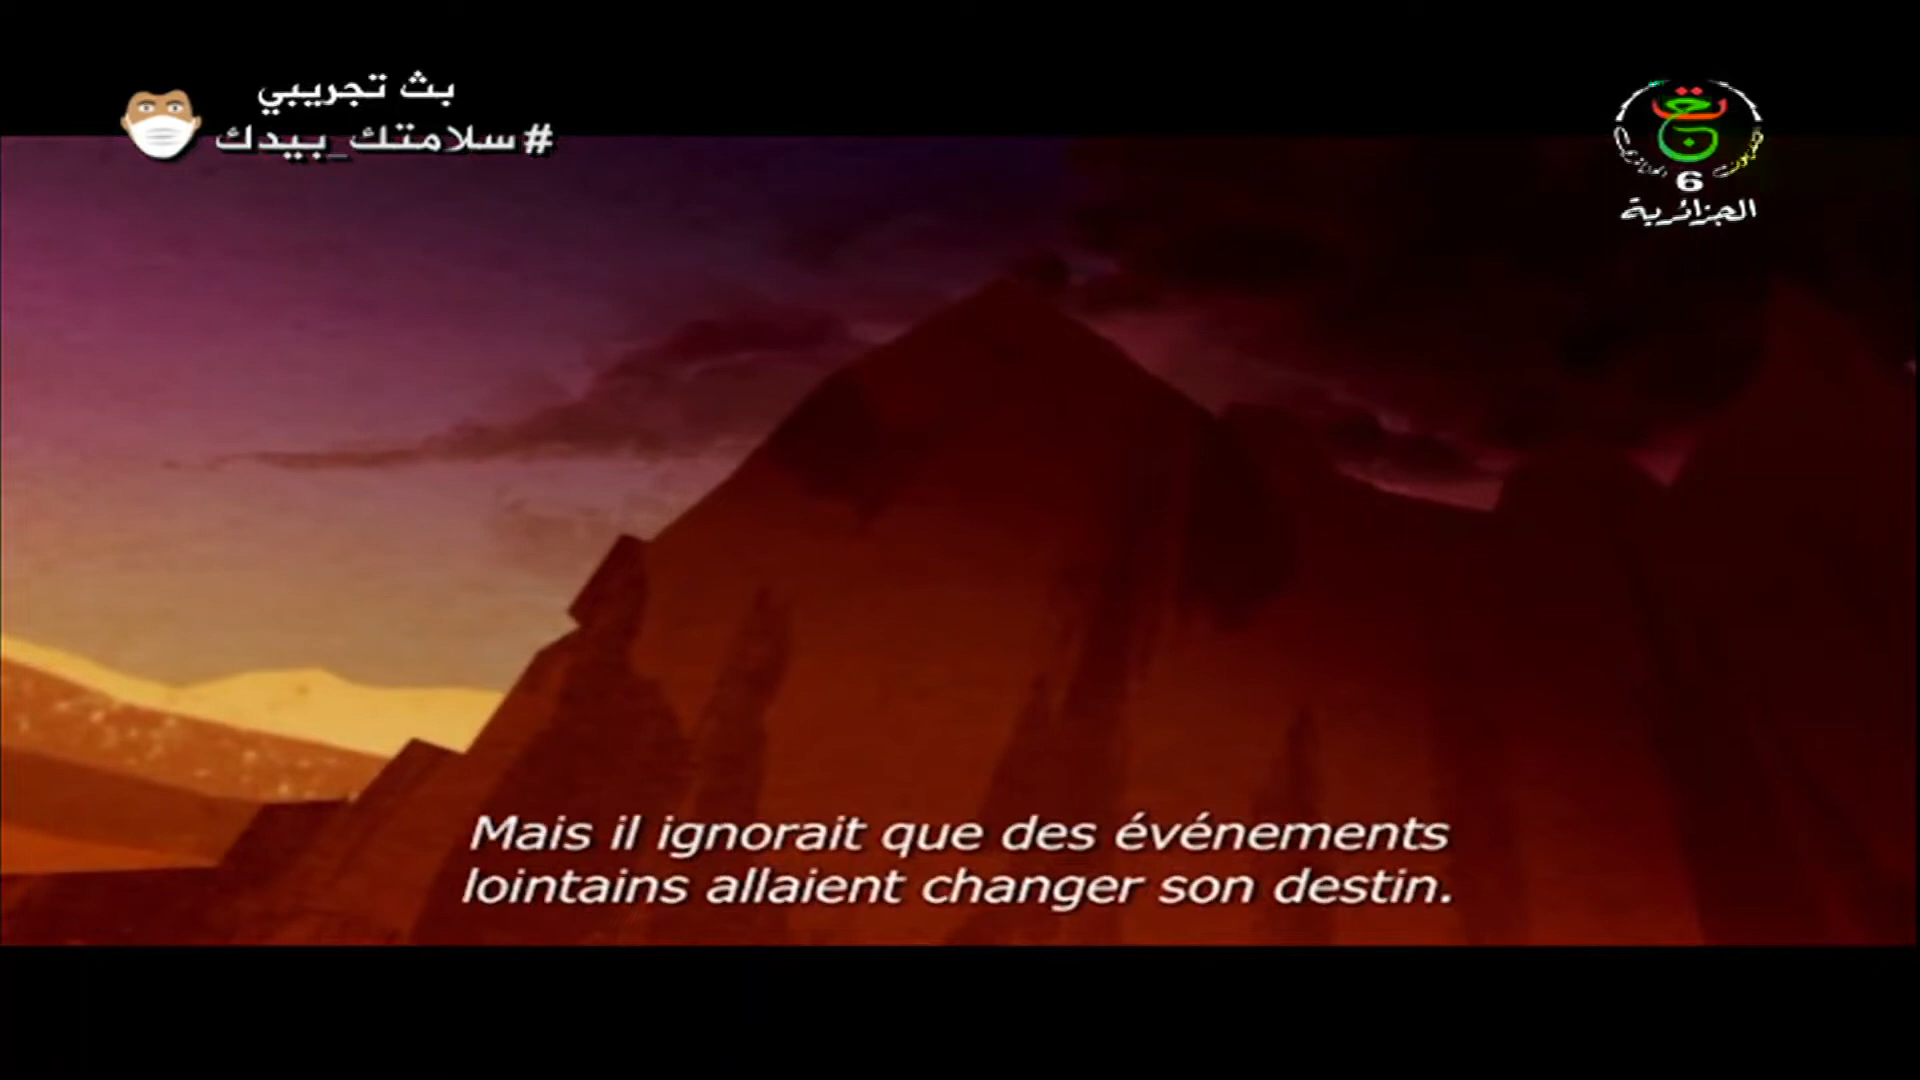 بث تجريبي
#سلامتك_بيدك
6
الجزائرية
Mais il ignorait que des événements
lointains allaient changer son destin.